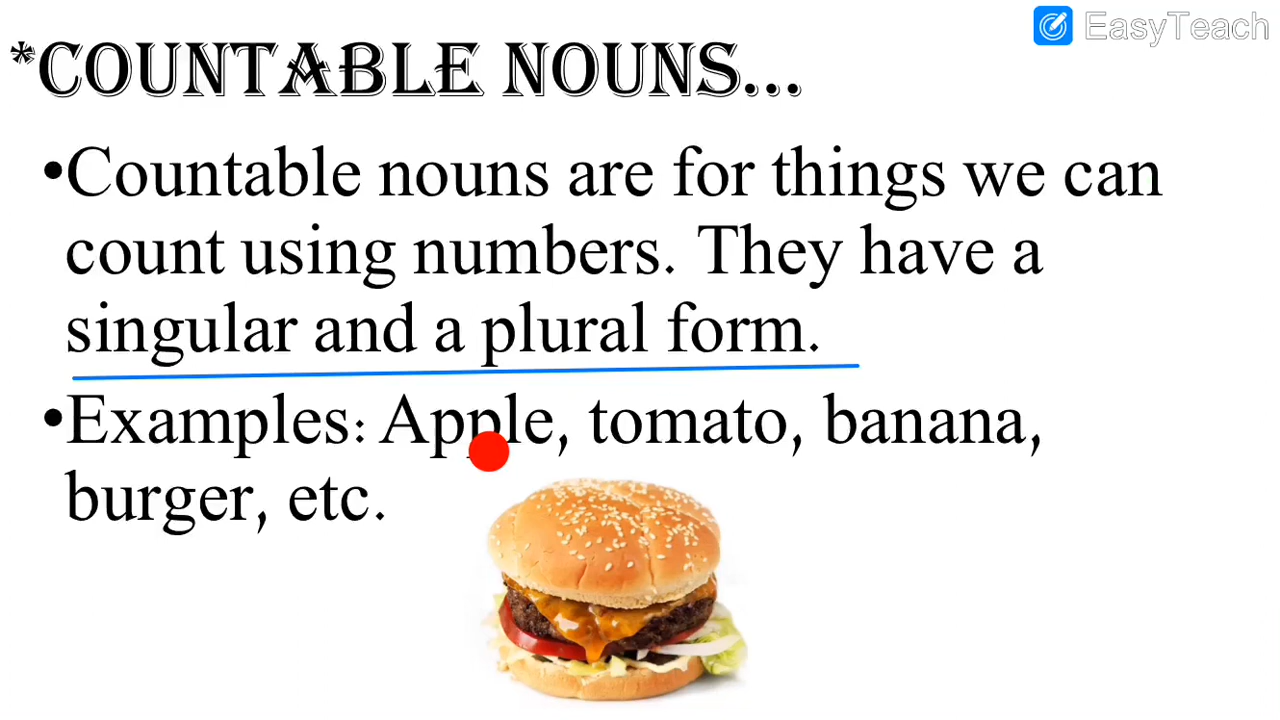 EasyTeach
*COUNTABLE NOUNS...
•Countable nouns are for things we can
count using numbers. They have a
singular and a plural form.
•Examples: Apple, tomato, banana,
burger, etc.